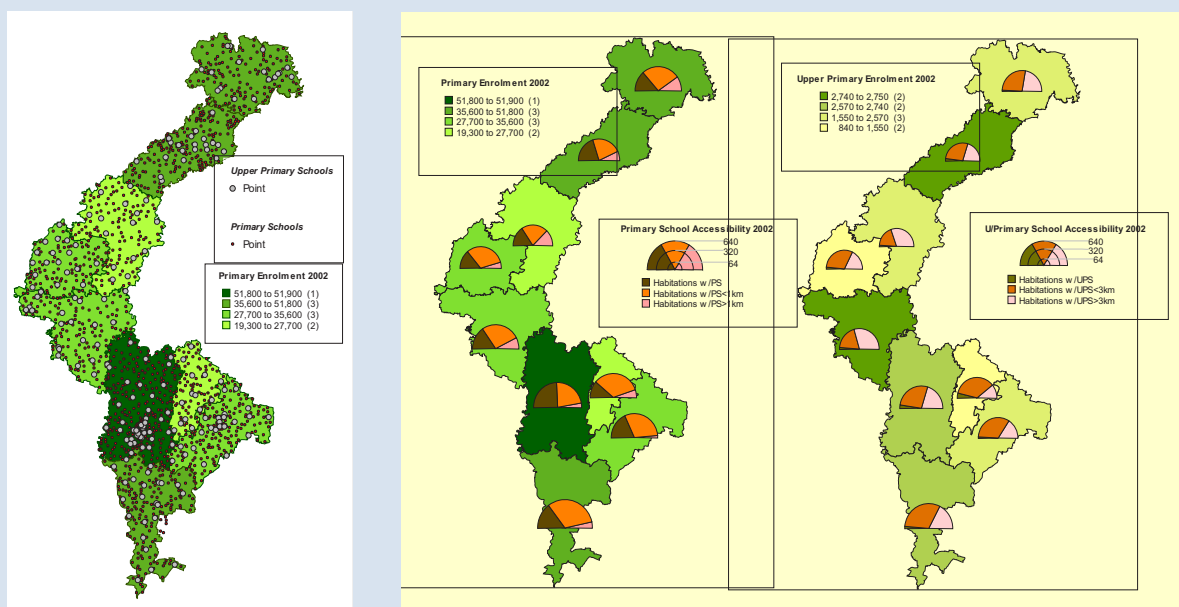 Upper Primary Schools
Point
Primary Schools
Point
Primary Enrolment 2002
51,800 to 51,900 (1)
35,600 to 51,800 (3)
27,700 to 35,600 (3)
19,300 to 27,700 (2)
Primary Enrolment 2002
51,800 to 51,900 (1)
35,600 to 51,800 (3)
27,700 to 35,600 (3)
19,300 to 27,700 (2)
Primary School Accessibility 2002
640
320
64
Habitations w /PS
Habitations w /PS<1km
Habitations w /PS>1km
Upper Primary Enrolment 2002
2,740 to 2,750 (2)
2,570 to 2,740 (2)
1,550 to 2,570 (3)
840 to 1,550 (2)
U/Primary School Accessibility 2002
640
320
64
Habitations w /UPS
Habitations w /UPS<3km
Habitations w /UPS>3km